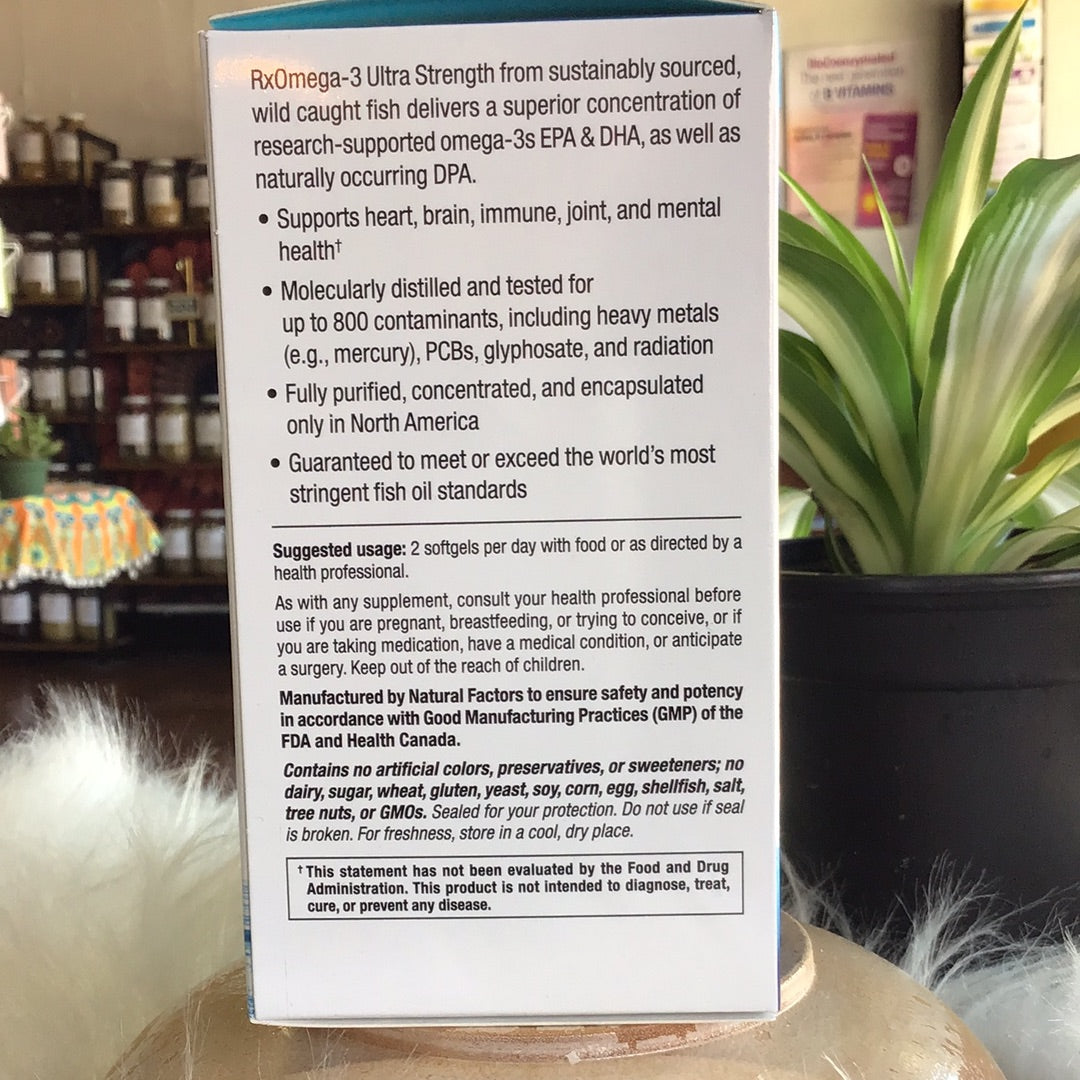 RxOmega-3 Ultra Strength from sustainably sourced,
wild caught fish delivers a superior concentration of
research-supported omega-3s EPA & DHA, as well as
naturally occurring DPA.
• Supports heart, brain, immune, joint, and mental
health†
• Molecularly distilled and tested for
up to 800 contaminants, including heavy metals
(e.g., mercury), PCBs, glyphosate, and radiation
• Fully purified, concentrated, and encapsulated
only in North America
• Guaranteed to meet or exceed the world's most
stringent fish oil standards
Suggested usage: 2 softgels per day with food or as directed by a
health professional.
As with any supplement, consult your health professional before
use if you are pregnant, breastfeeding, or trying to conceive, or if
you are taking medication, have a medical condition, or anticipate
a surgery. Keep out of the reach of children.
Manufactured by Natural Factors to ensure safety and potency
in accordance with Good Manufacturing Practices (GMP) of the
FDA and Health Canada.
Contains no artificial colors, preservatives, or sweeteners; no
dairy, sugar, wheat, gluten, yeast, soy, corn, egg, shellfish, salt,
tree nuts, or GMOs. Sealed for your protection. Do not use if seal
is broken. For freshness, store in a cool, dry place.
† This statement has not been evaluated by the Food and Drug
Administration. This product is not intended to diagnose, treat,
cure, or prevent any disease.
BioCoenzymated
The next generation
of B VITAMINS